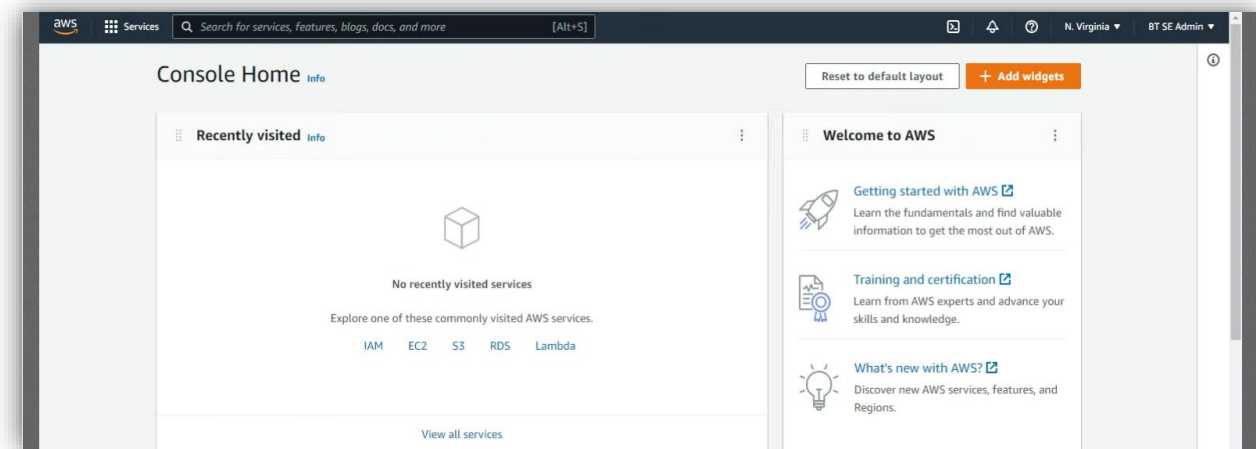 aws
Services
Search for services, features, blogs, docs, and more
[Alt+S]
N. Virginia
BT SE Admin
Console Home Info
Reset to default layout
+ Add widgets
Recently visited Info
No recently visited services
Explore one of these commonly visited AWS services.
IAM EC2 S3 RDS Lambda
View all services
Welcome to AWS
Getting started with AWS
Learn the fundamentals and find valuable
information to get the most out of AWS.
Training and certification
Learn from AWS experts and advance your
skills and knowledge.
What's new with AWS?
Discover new AWS services, features, and
Regions.